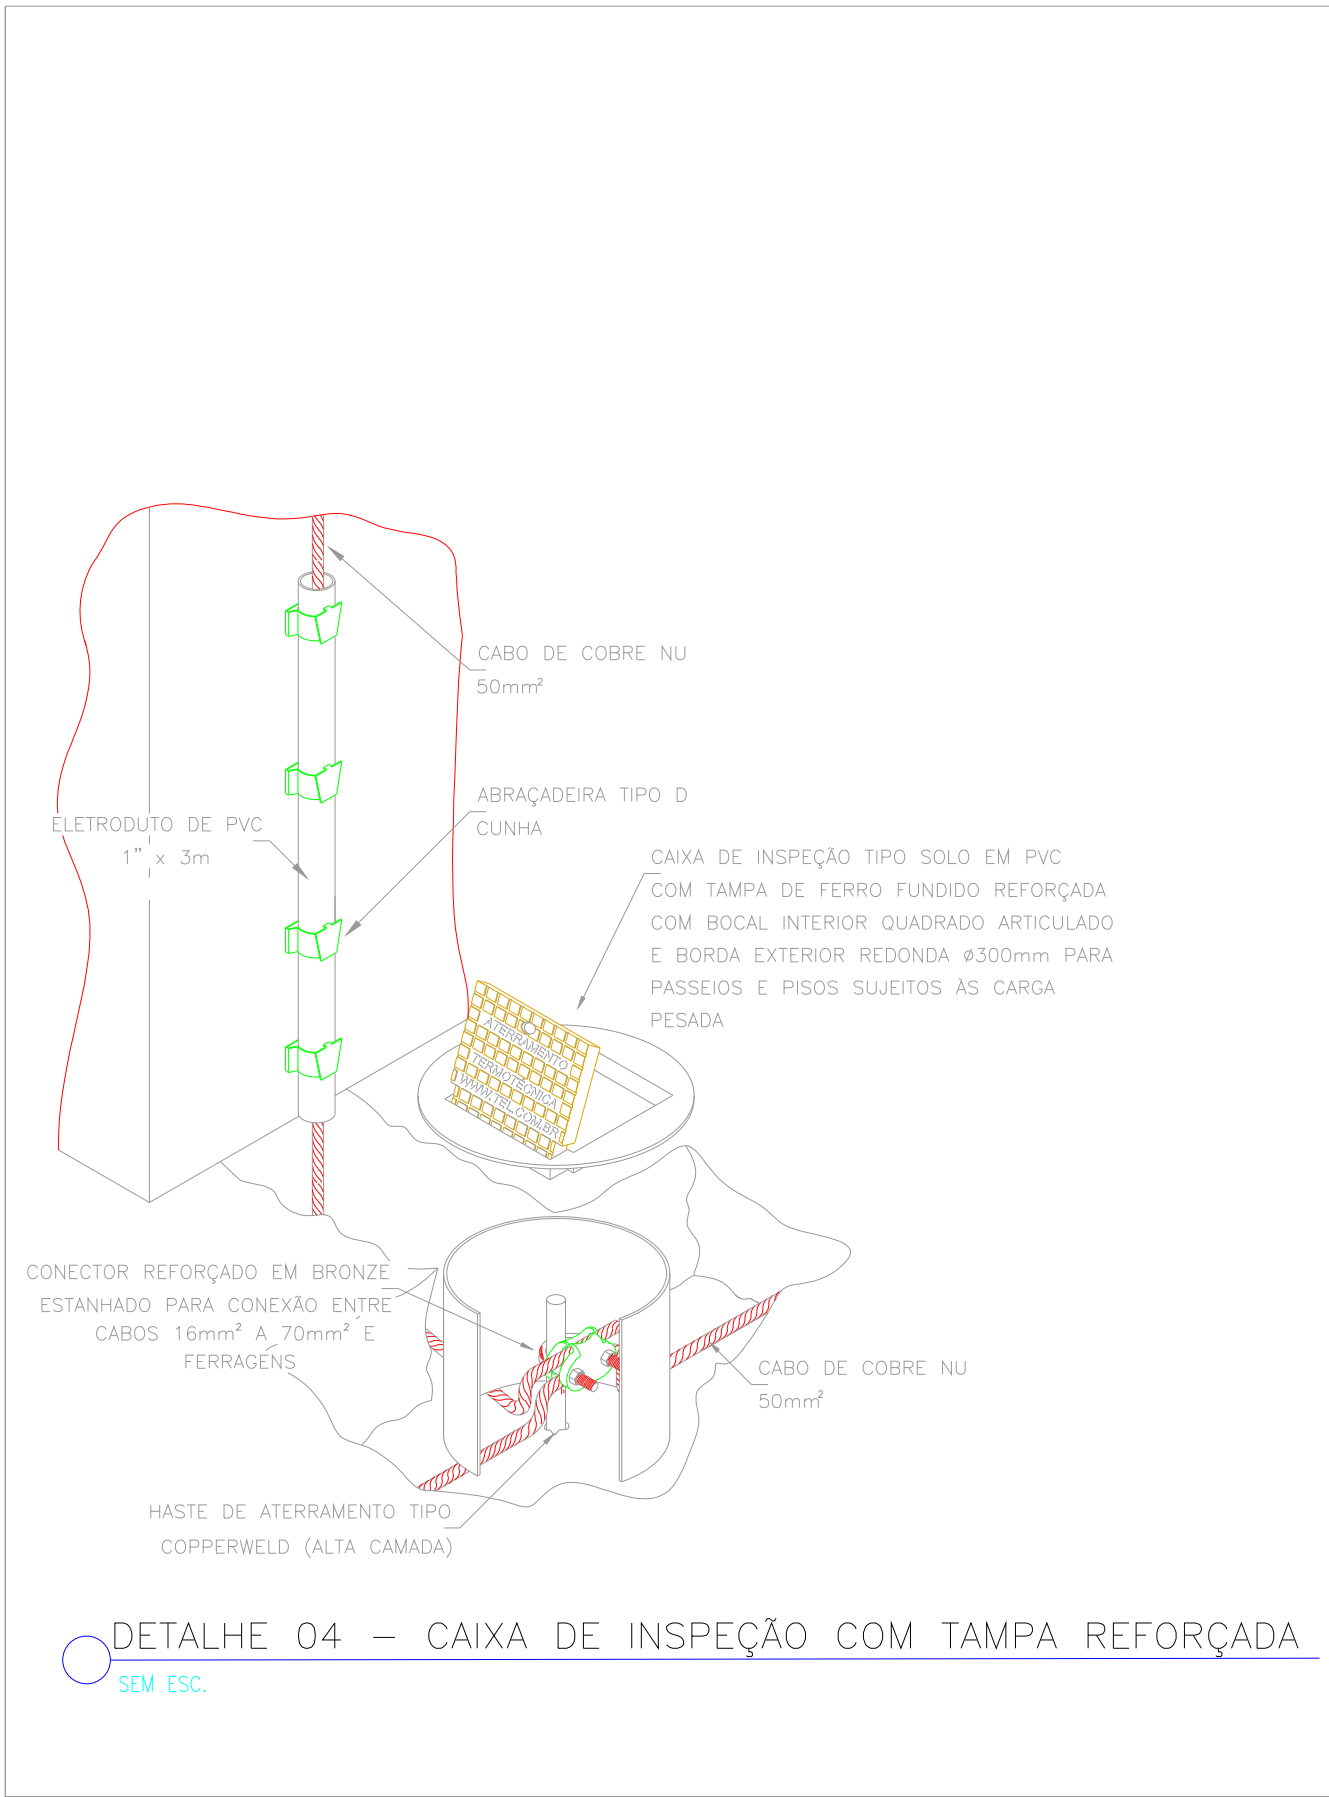 CABO DE COBRE NU
50mm²
ABRAÇADEIRA TIPO D
CUNHA
ELETRODUTO DE PVC
1" x 3m
CAIXA DE INSPEÇÃO TIPO SOLO EM PVC
COM TAMPA DE FERRO FUNDIDO REFORÇADA
COM BOCAL INTERIOR QUADRADO ARTICULADO
E BORDA EXTERIOR REDONDA ø300mm PARA
PASSEIOS E PISOS SUJEITOS ÀS CARGA
PESADA
ATERRAMENTO
TERMOTÉCNICA
WWW.TEL.COM.BR
CONECTOR REFORÇADO EM BRONZE
ESTANHADO PARA CONEXÃO ENTRE
CABOS 16mm² A 70mm² E
FERRAGENS
CABO DE COBRE NU
50mm²
HASTE DE ATERRAMENTO TIPO
COPPERWELD (ALTA CAMADA)
DETALHE 04 – CAIXA DE INSPEÇÃO COM TAMPA REFORÇADA
SEM ESC.